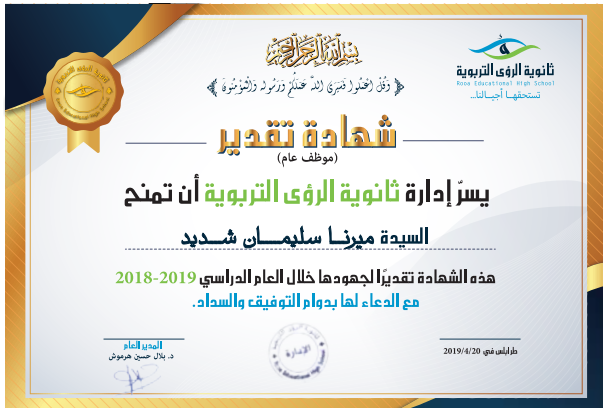 بسم الله الرحمن الرحيم
وَقُلِ اعْمَلُوا فَسَيَرَى اللَّهُ عَمَلَكُمْ وَرَسُولُهُ وَالْمُؤْمِنُونَ
ثانوية الرؤى التربوية
Rooa Educational High School
تستحقها أجيالنا...
شهادة تقدير
(موظف عام)
يسرّ إدارة ثانوية الرؤى التربوية أن تمنح
السيدة ميرنا سليمان شديد
هذه الشهادة تقديرًا لجهودها خلال العام الدراسي 2019-2018
مع الدعاء لها بدوام التوفيق والسداد.
المدير العام
د. بلال حسين هرموش
الإدارة
طرابلس في 2019/4/20